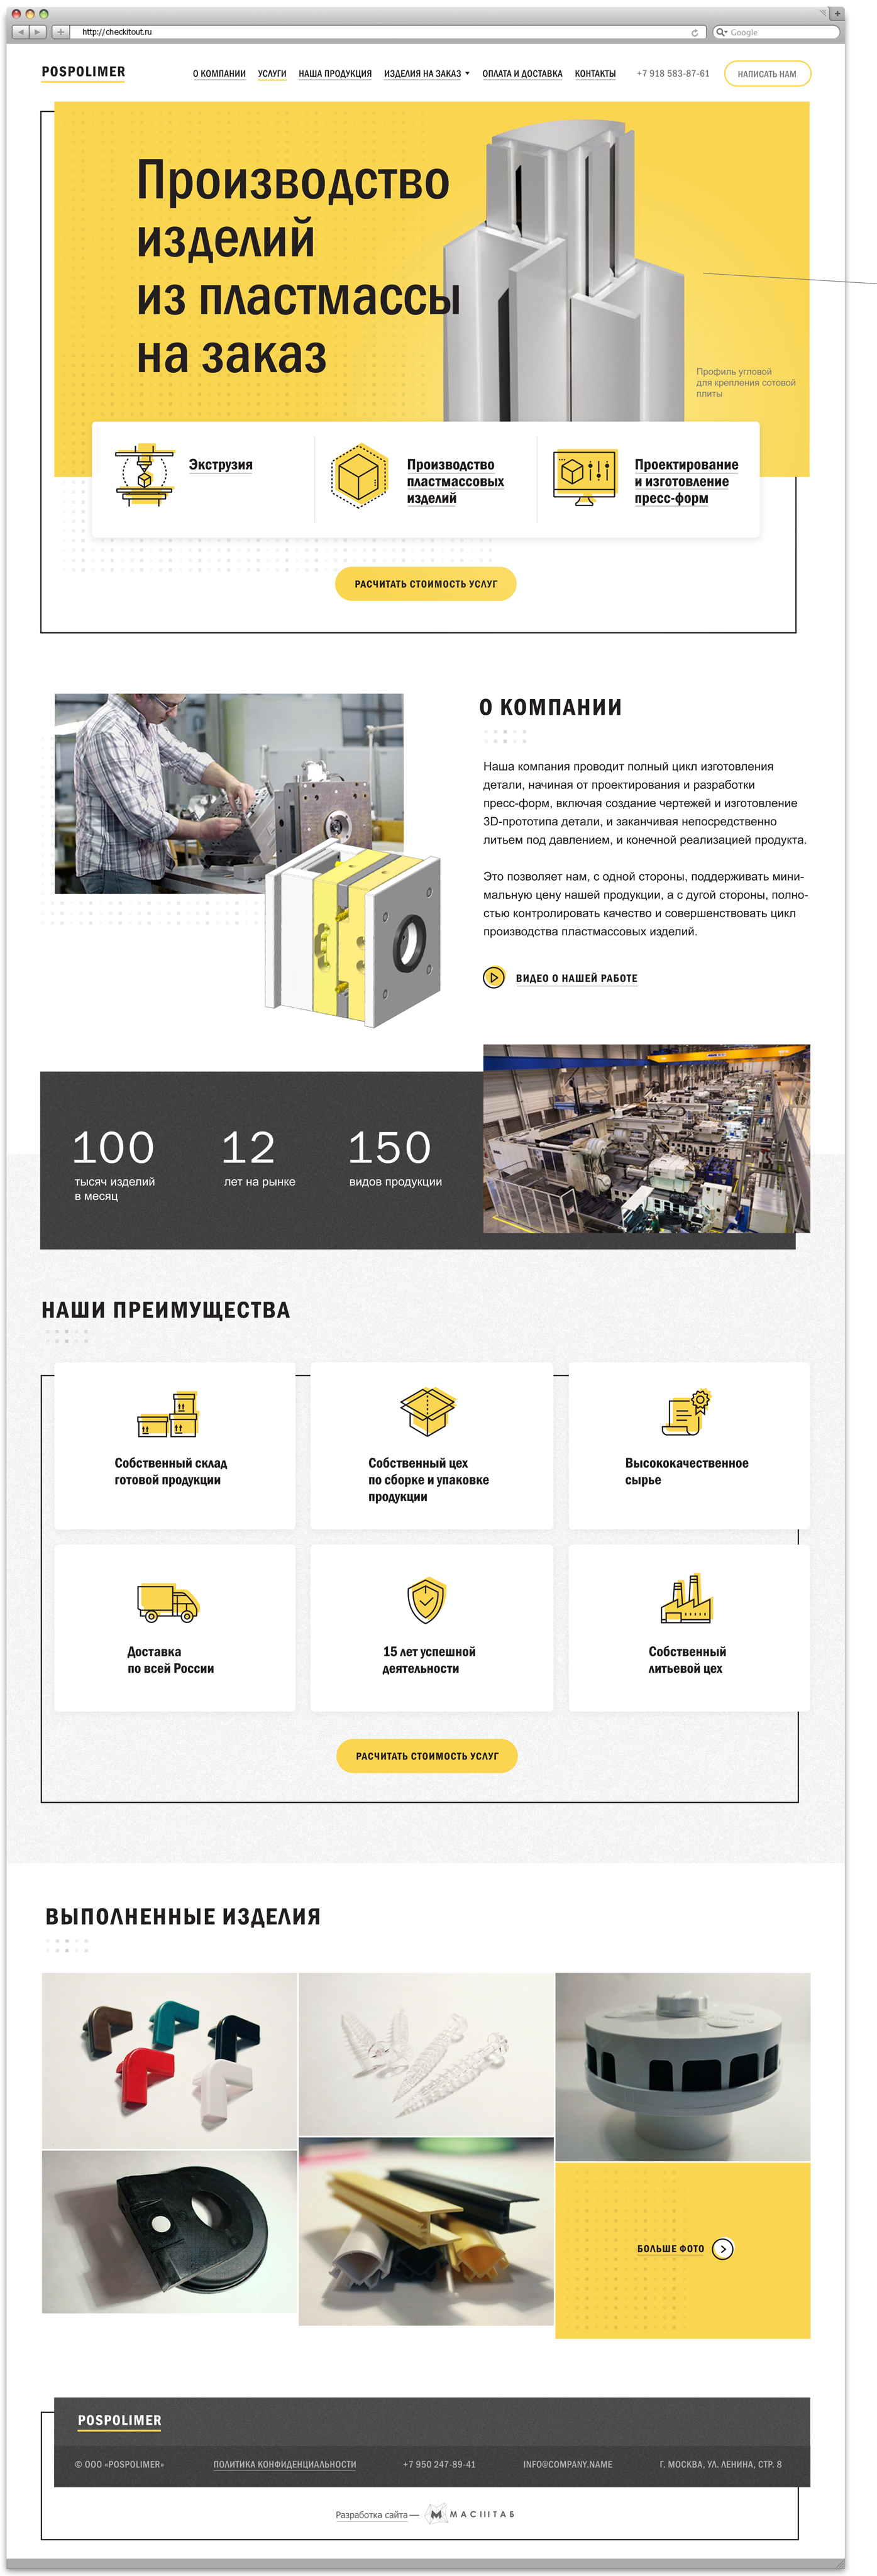 http://checkitout.ru
Google
POSPOLIMER
О КОМПАНИИ УСЛУГИ НАША ПРОДУКЦИЯ ИЗДЕЛИЯ НА ЗАКАЗ ОПЛАТА И ДОСТАВКА КОНТАКТЫ +7 918 583-87-61 НАПИСАТЬ НАМ
Производство
изделий
из пластмассы
на заказ
Профиль угловой
для крепления сотовой
плиты
Экструзия
Производство
пластмассовых
изделий
Проектирование
и изготовление
пресс-форм
РАСЧИТАТЬ СТОИМОСТЬ УСЛУГ
О КОМПАНИИ
Наша компания проводит полный цикл изготовления
детали, начиная от проектирования и разработки
пресс-форм, включая создание чертежей и изготовление
3D-прототипа детали, и заканчивая непосредственно
литьем под давлением, и конечной реализацией продукта.
Это позволяет нам, с одной стороны, поддерживать мини-
мальную цену нашей продукции, а с дугой стороны, полно-
стью контролировать качество и совершенствовать цикл
производства пластмассовых изделий.
ВИДЕО О НАШЕЙ РАБОТЕ
100
тысяч изделий
в месяц
12
лет на рынке
150
видов продукции
НАШИ ПРЕИМУЩЕСТВА
Собственный склад
готовой продукции
Собственный цех
по сборке и упаковке
продукции
Высококачественное
сырье
Доставка
по всей России
15 лет успешной
деятельности
Собственный
литьевой цех
РАСЧИТАТЬ СТОИМОСТЬ УСЛУГ
ВЫПОЛНЕННЫЕ ИЗДЕЛИЯ
БОЛЬШЕ ФОТО
POSPOLIMER
© ООО «POSPOLIMER» ПОЛИТИКА КОНФИДЕНЦИАЛЬНОСТИ +7 950 247-89-41 INFO@COMPANY.NAME Г. МОСКВА, УЛ. ЛЕНИНА, СТР. 8
Разработка сайта — МАСШТАБ